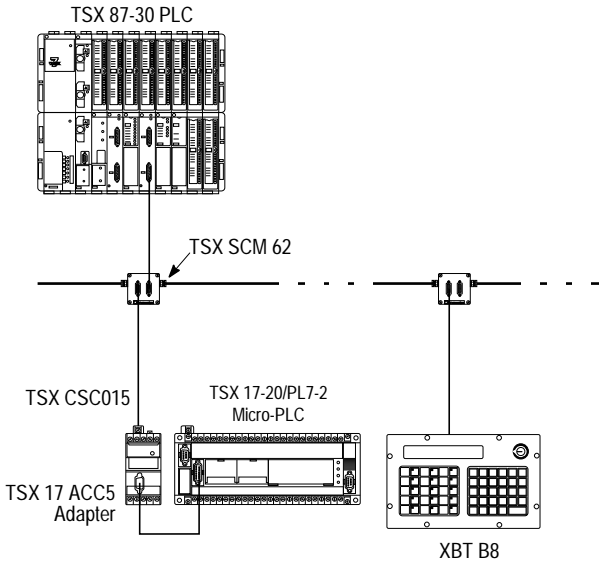 TSX 87-30 PLC
TSX SCM 62
TSX CSC015
TSX 17-20/PL7-2
Micro-PLC
TSX 17 ACC5
Adapter
XBT B8